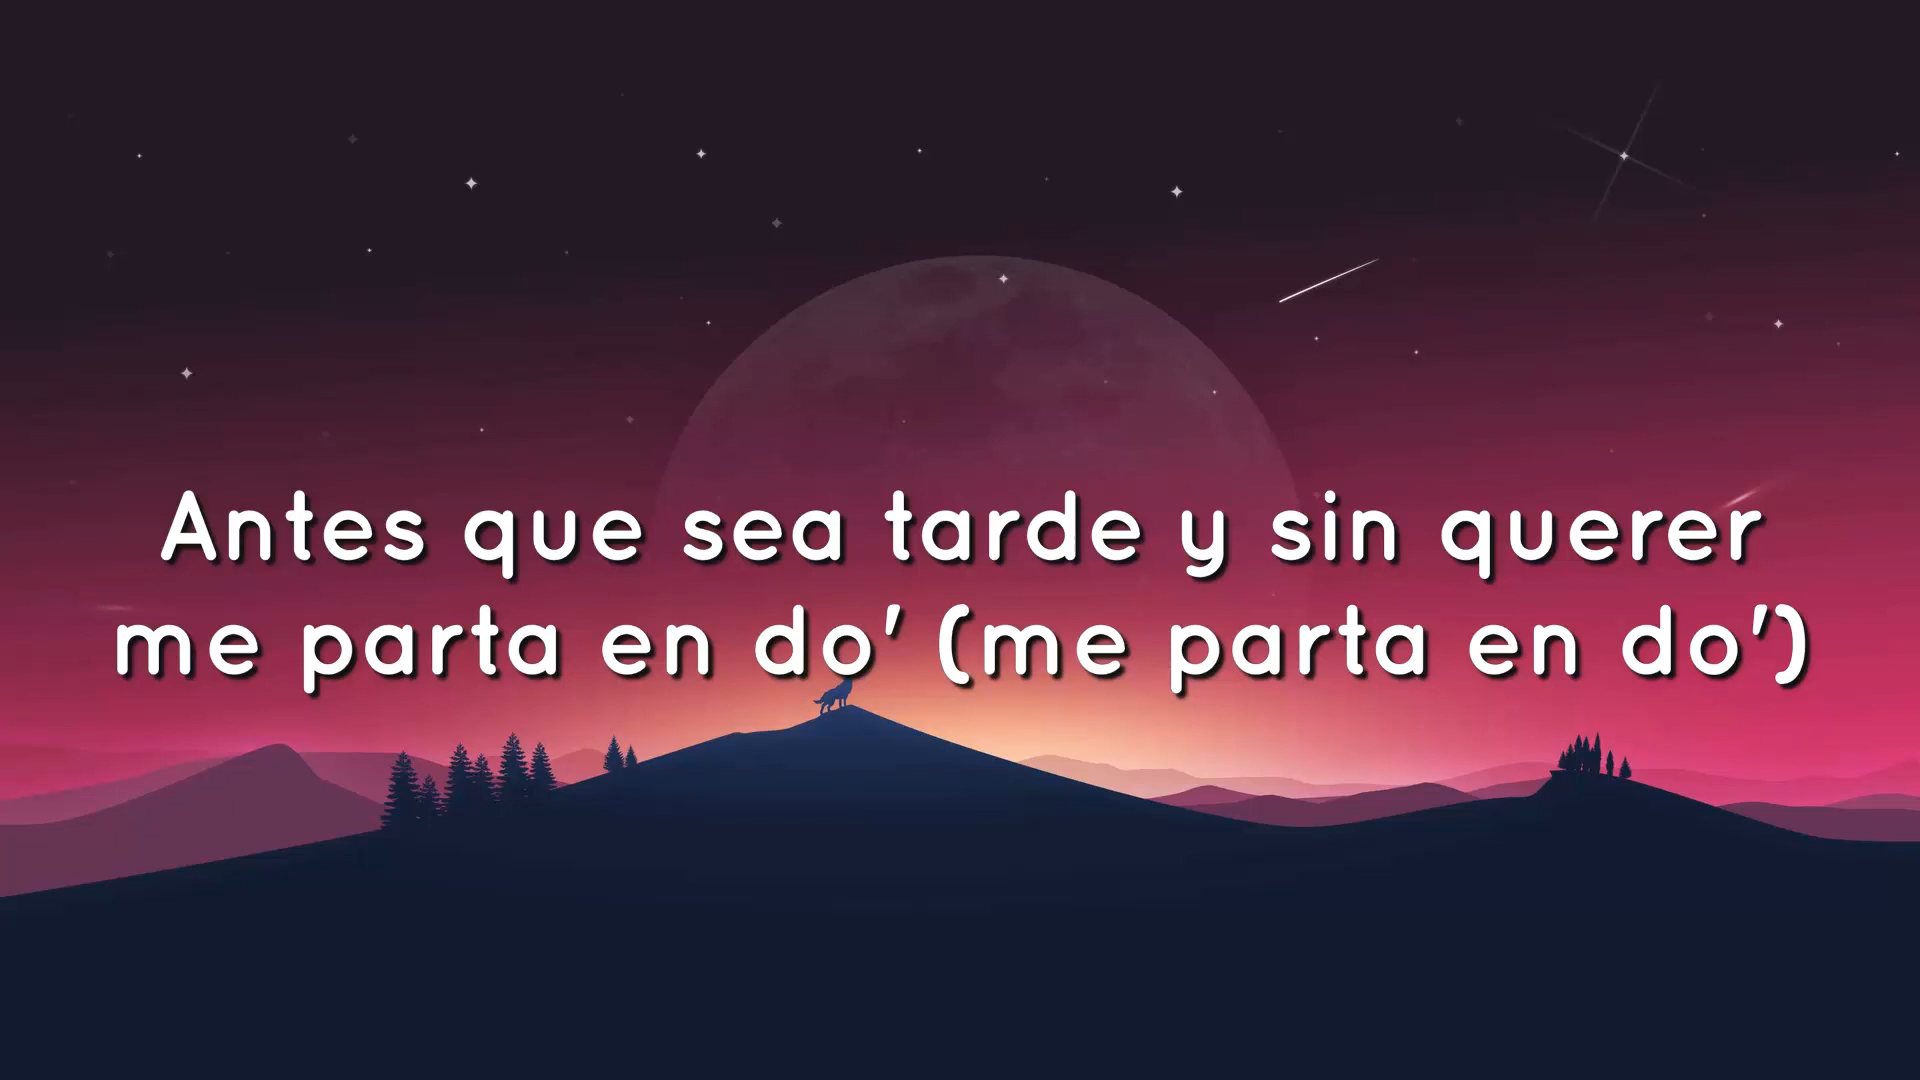 Antes que sea tarde y sin querer
me parta en do' (me parta en do')